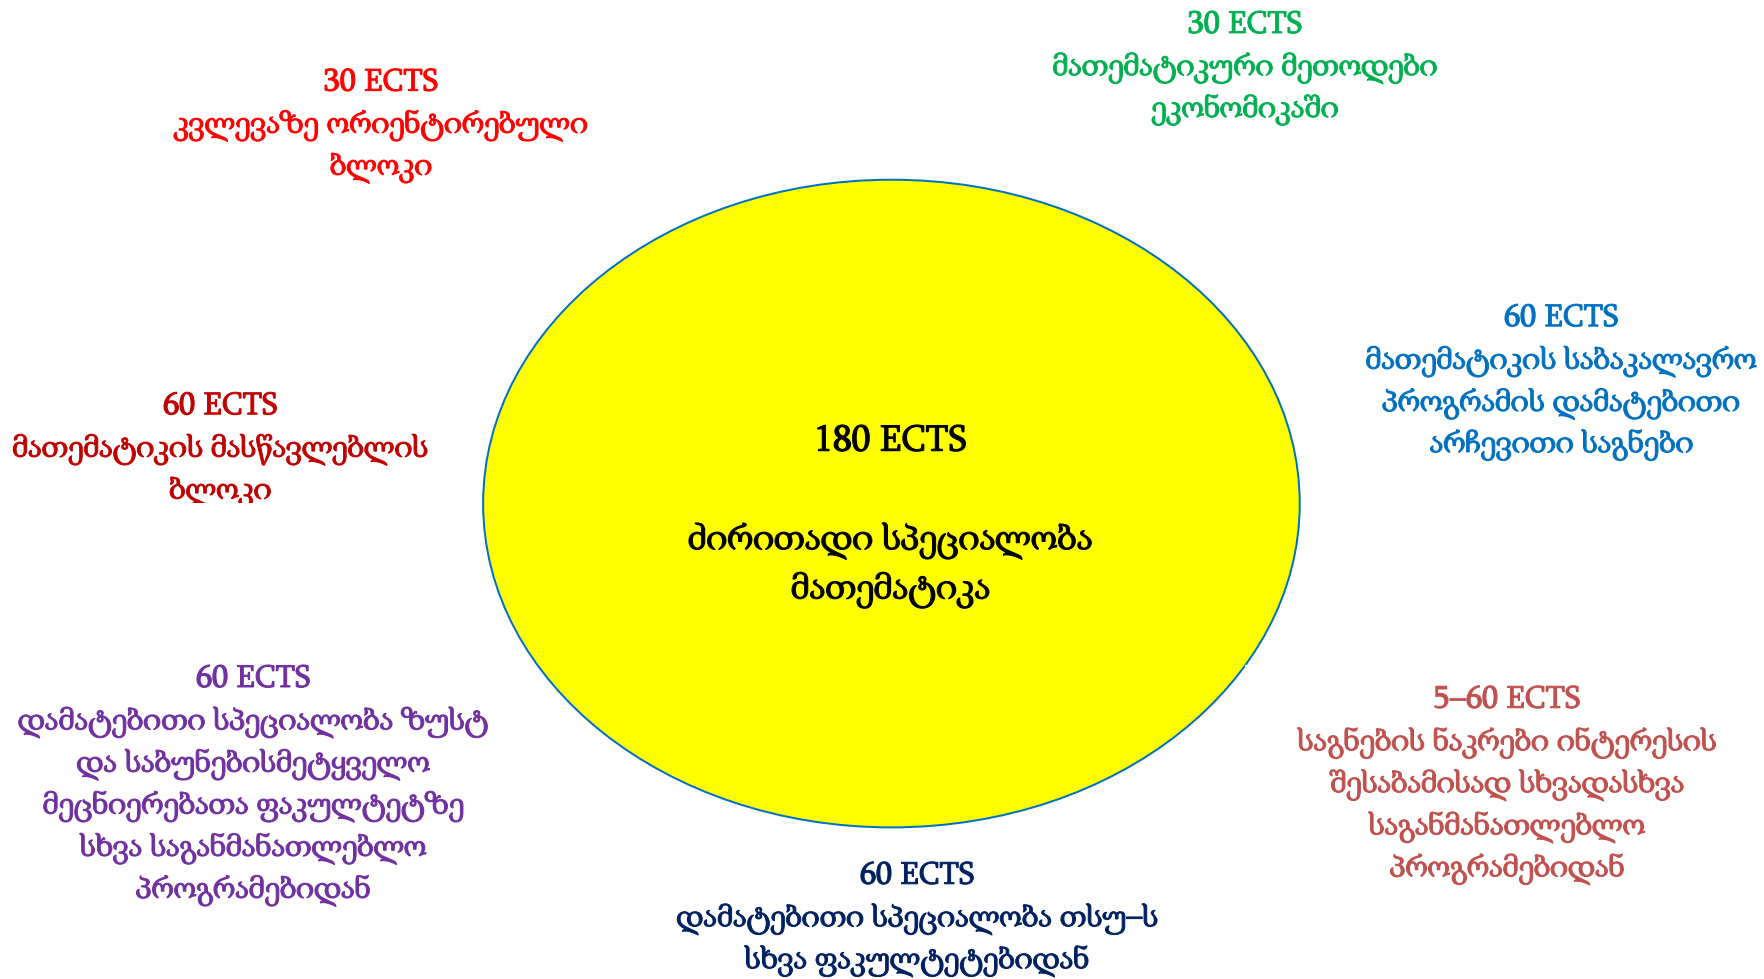 30 ECTS
მათემატიკური მეთოდები
ეკონომიკაში
30 ECTS
კვლევაზე ორიენტირებული
ბლოკი
60 ECTS
მათემატიკის საბაკალავრო
პროგრამის დამატებითი
არჩევითი საგნები
60 ECTS
მათემატიკის მასწავლებლის
ბლოკი
180 ECTS
ძირითადი სპეციალობა
მათემატიკა
60 ECTS
დამატებითი სპეციალობა ზუსტ
და საბუნებისმეტყველო
მეცნიერებათა ფაკულტეტზე
სხვა საგანმანათლებლო
პროგრამებიდან
5–60 ECTS
საგნების ნაკრები ინტერესის
შესაბამისად სხვადასხვა
საგანმანათლებლო
პროგრამებიდან
60 ECTS
დამატებითი სპეციალობა თსუ–ს
სხვა ფაკულტეტებიდან